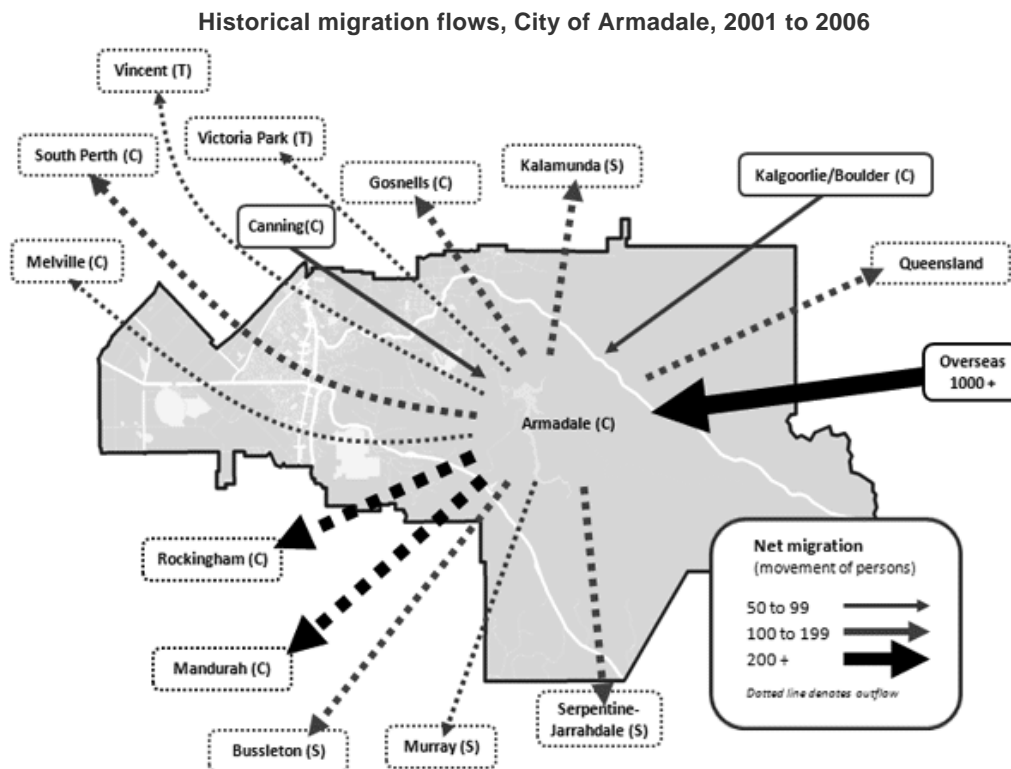 Historical migration flows, City of Armadale, 2001 to 2006
Vincent (T)
Victoria Park (T)
South Perth (C)
Gosnells (C)
Kalamunda (S)
Kalgoorlie/Boulder (C)
Canning(C)
Melville (C)
Queensland
Overseas
1000 +
Armadale (C)
Rockingham (C)
Mandurah (C)
Bussleton (S)
Murray (S)
Serpentine-
Jarrahdale (S)
Net migration
(movement of persons)
50 to 99
100 to 199
200 +
Dotted line denotes outflow